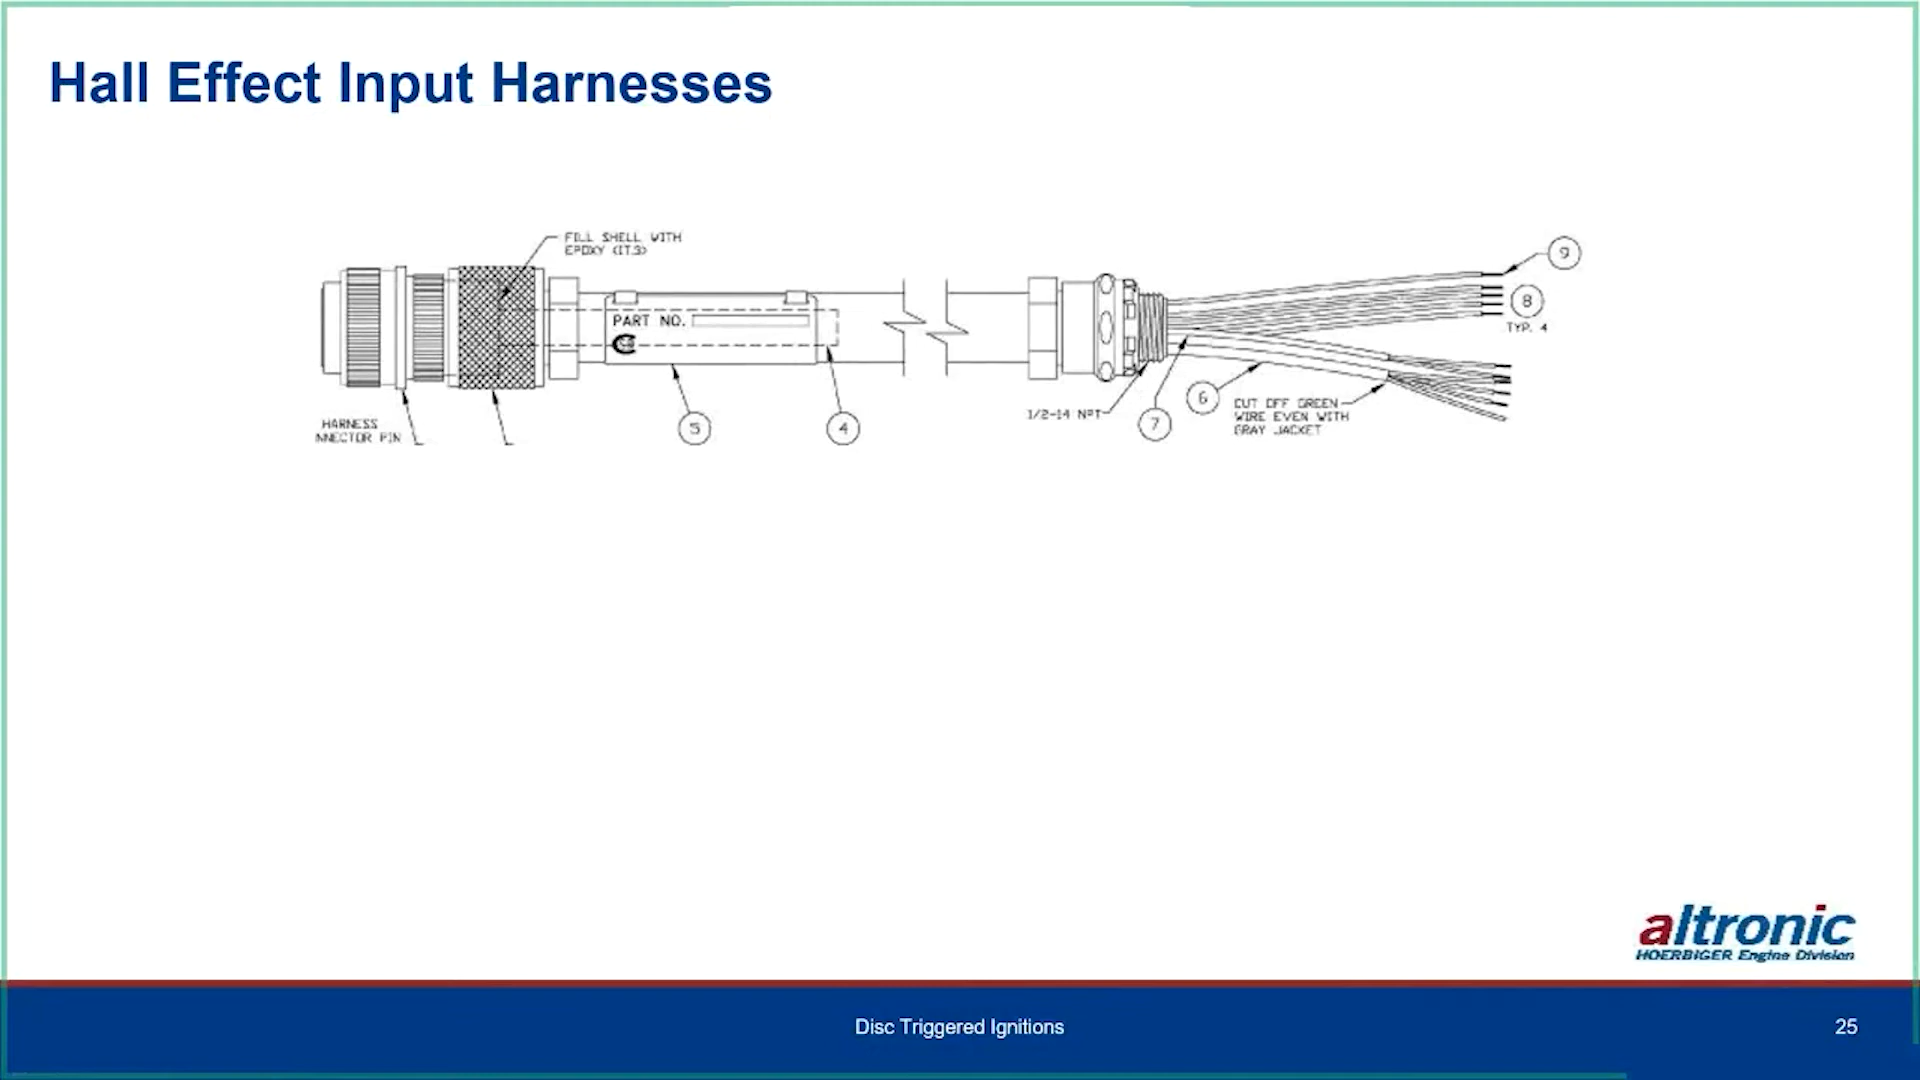 Hall Effect Input Harnesses
FILL SHELL WITH
EPOXY (IT.3)
PART NO.
HARNESS
NNECTOR PIN
5
4
1/2-14 NPT
7
6
CUT OFF GREEN
WIRE EVEN WITH
GRAY JACKET
9
8
TYP. 4
altronic
HOERBIGER Engine Division
Disc Triggered Ignitions
25